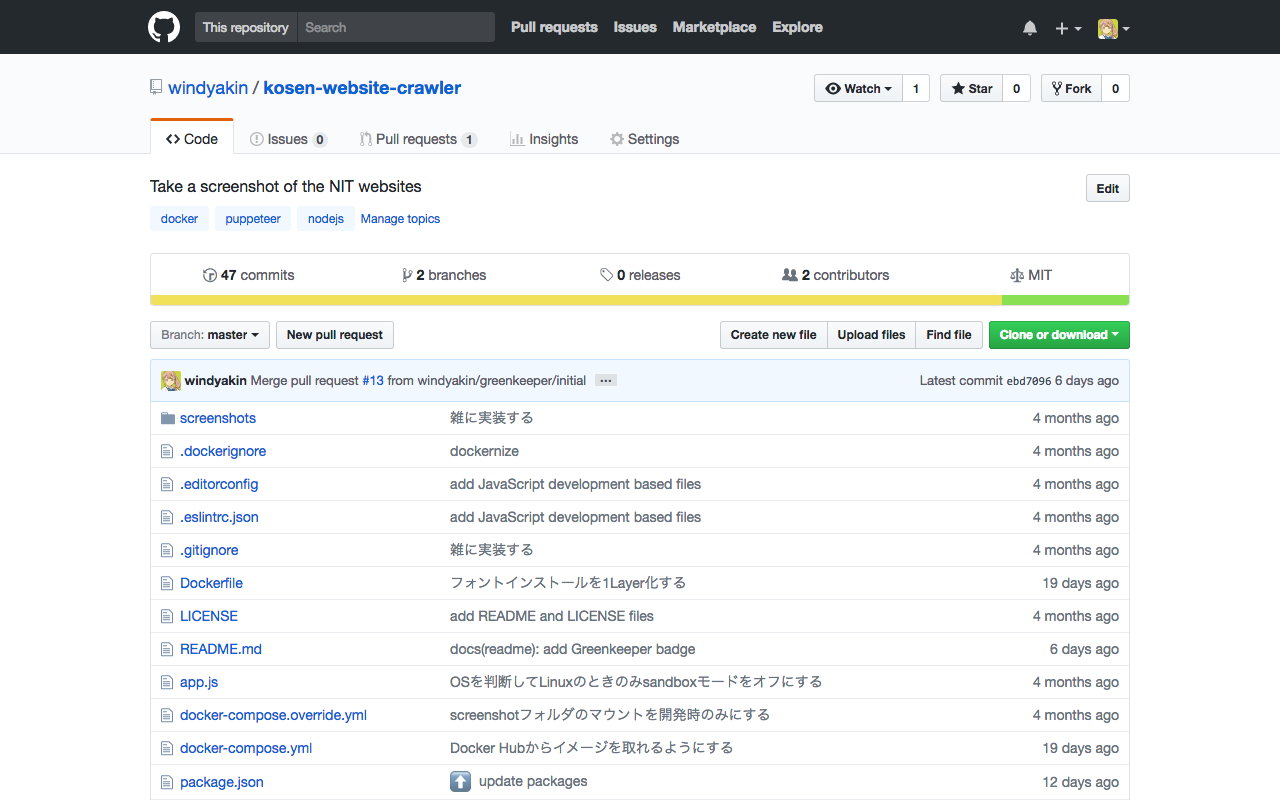 This repository Search Pull requests Issues Marketplace Explore
windyakin / kosen-website-crawler Watch 1 Star 0 Fork 0
Code Issues 0 Pull requests 1 Insights Settings
Take a screenshot of the NIT websites Edit
docker puppeteer nodejs Manage topics
47 commits 2 branches 0 releases 2 contributors MIT
Branch: master New pull request Create new file Upload files Find file Clone or download
windyakin Merge pull request #13 from windyakin/greenkeeper/initial … Latest commit ebd7096 6 days ago
screenshots 雑に実装する 4 months ago
.dockerignore dockernize 4 months ago
.editorconfig add JavaScript development based files 4 months ago
.eslintrc.json add JavaScript development based files 4 months ago
.gitignore 雑に実装する 4 months ago
Dockerfile フォントインストールを1Layer化する 19 days ago
LICENSE add README and LICENSE files 4 months ago
README.md docs(readme): add Greenkeeper badge 6 days ago
app.js OSを判断してLinuxのときのみsandboxモードをオフにする 4 months ago
docker-compose.override.yml screenshotフォルダのマウントを開発時のみにする 4 months ago
docker-compose.yml Docker Hubからイメージを取れるようにする 19 days ago
package.json ⬆️ update packages 12 days ago